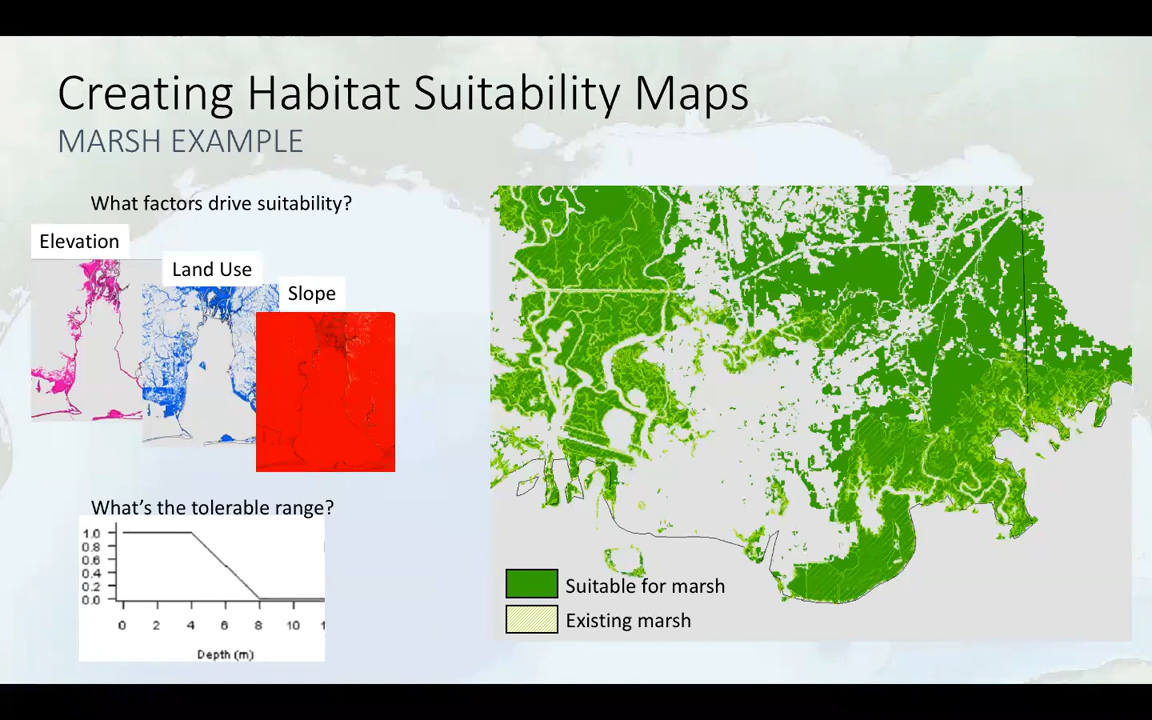 Creating Habitat Suitability Maps
MARSH EXAMPLE
What factors drive suitability?
Elevation
Land Use
Slope
What's the tolerable range?
1.0
0.8
0.6
0.4
0.2
0.0
0 2 4 6 8 10
Depth (m)
Suitable for marsh
Existing marsh